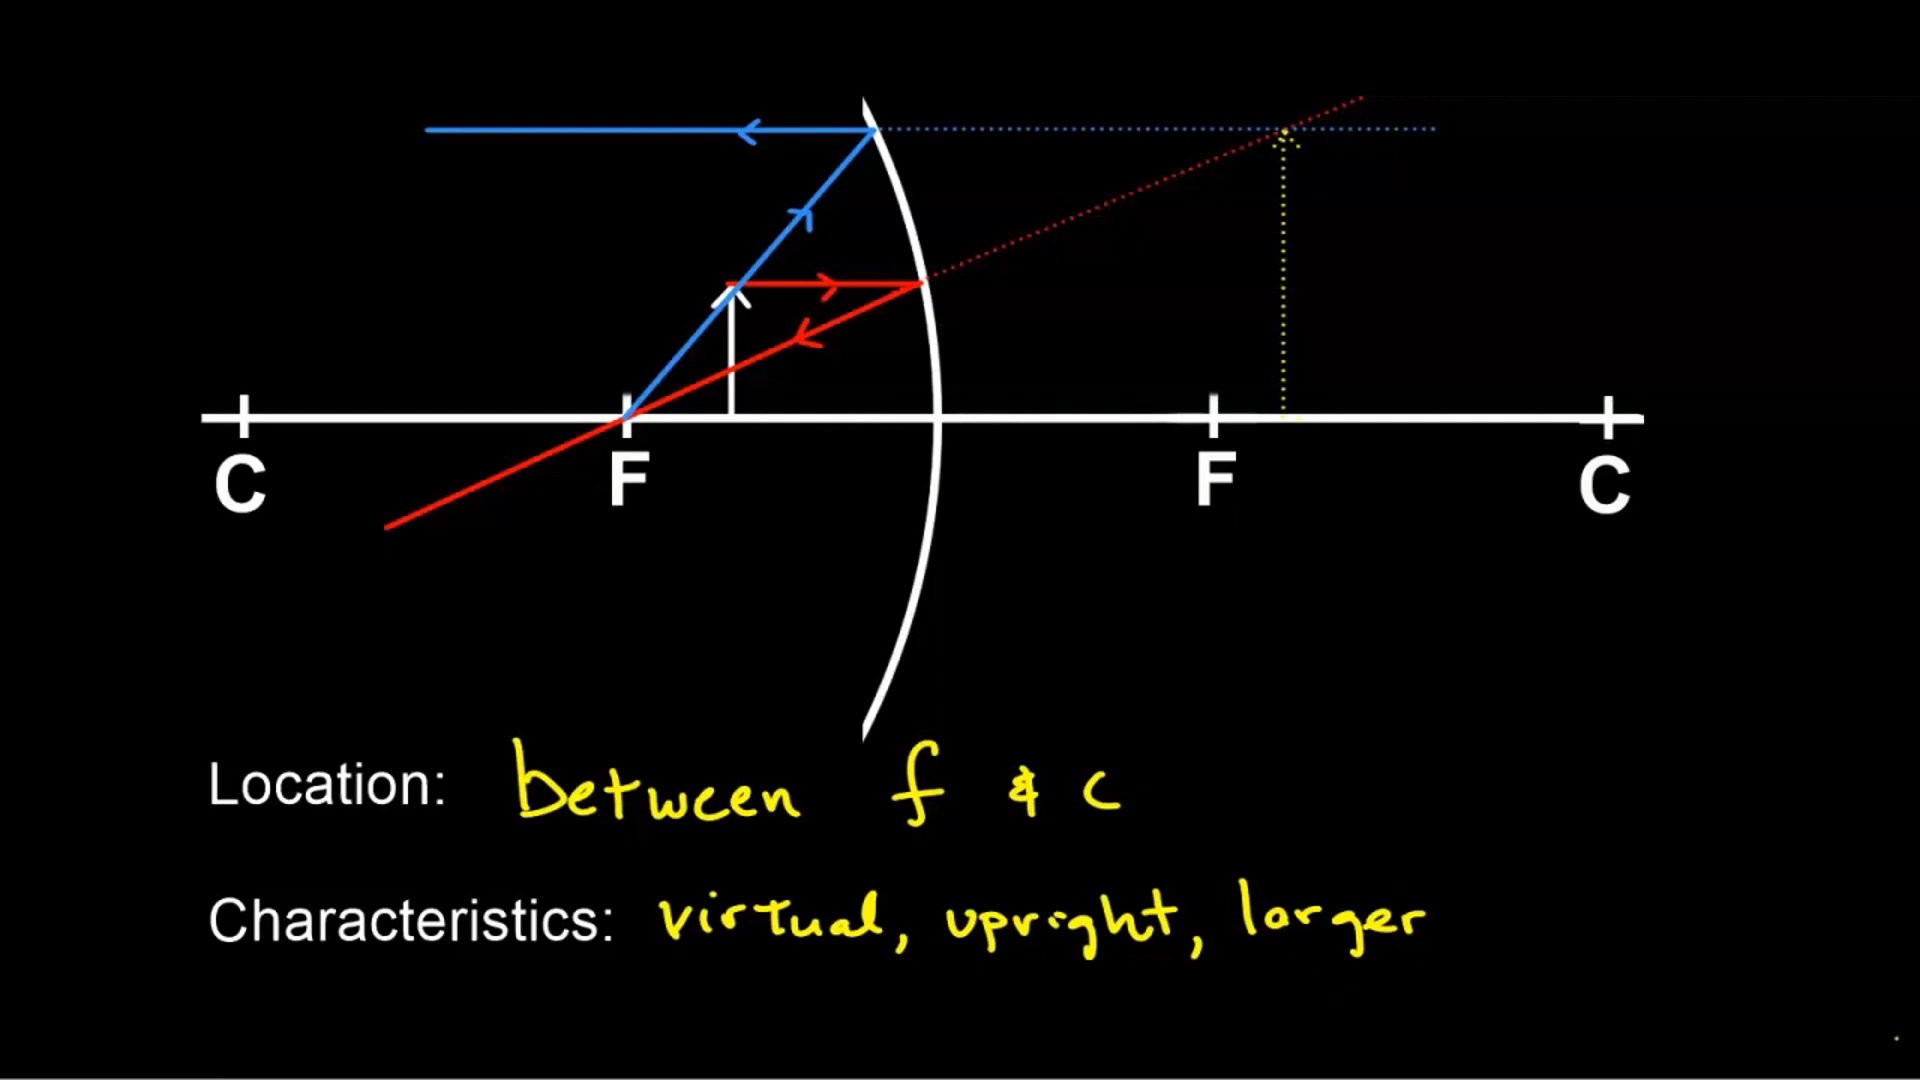 C F F C
Location: between f & c
Characteristics: virtual, upright, larger